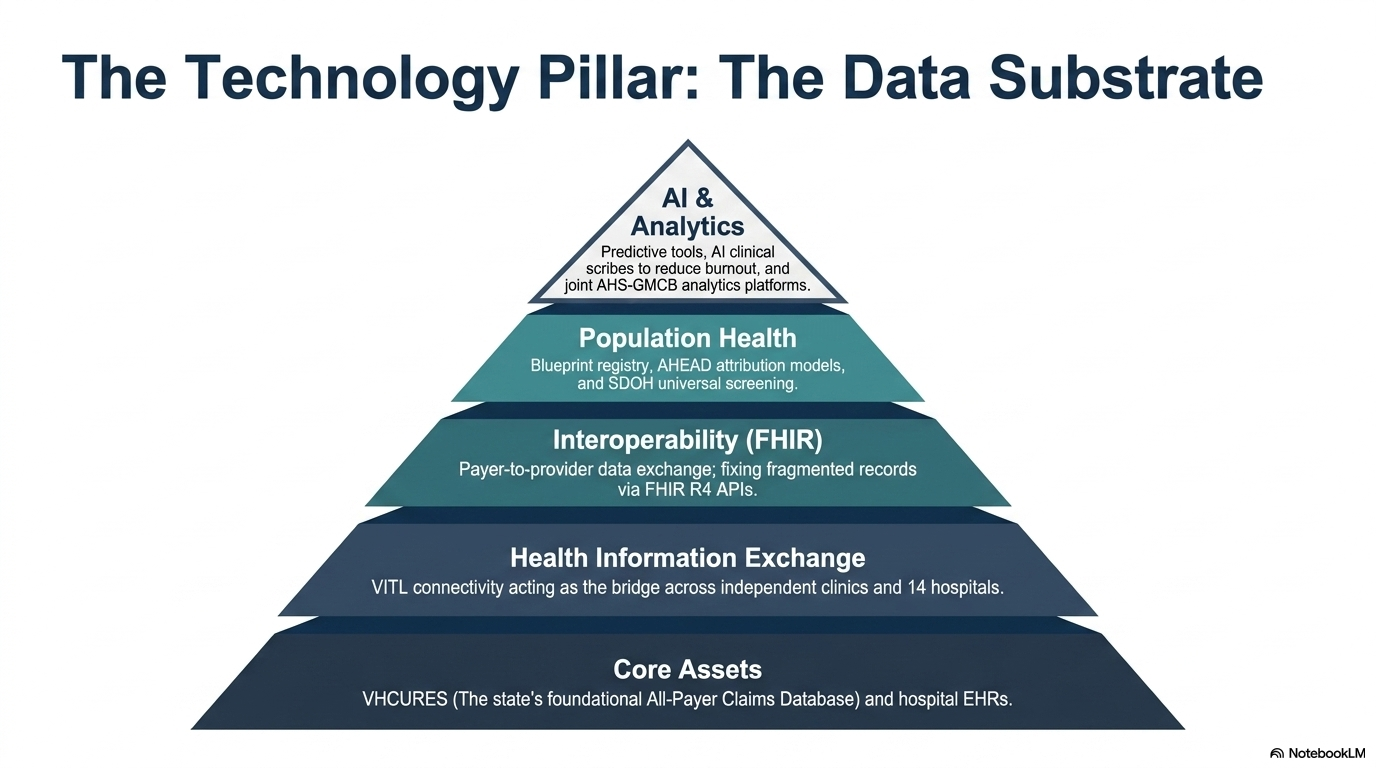 The Technology Pillar: The Data Substrate
AI &
Analytics
Predictive tools, AI clinical
scribes to reduce burnout, and
joint AHS-GMCB analytics platforms.
Population Health
Blueprint registry, AHEAD attribution models,
and SDOH universal screening.
Interoperability (FHIR)
Payer-to-provider data exchange; fixing fragmented records
via FHIR R4 APIs.
Health Information Exchange
VITL connectivity acting as the bridge across independent clinics and 14 hospitals.
Core Assets
VHCURES (The state's foundational All-Payer Claims Database) and hospital EHRs.
NotebookLM